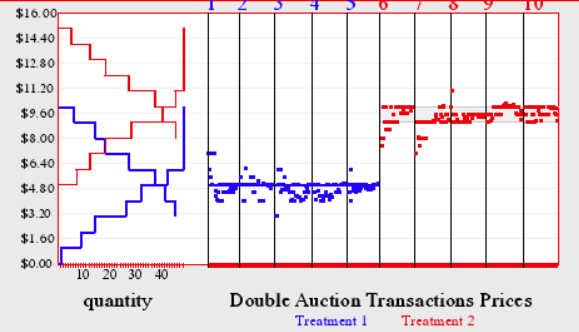 1 2 3 4 5 6 7 8 9 10
$16.00
$14.40
$12.80
$11.20
$9.60
$8.00
$6.40
$4.80
$3.20
$1.60
$0.00
10 20 30 40
quantity Double Auction Transactions Prices
Treatment 1 Treatment 2